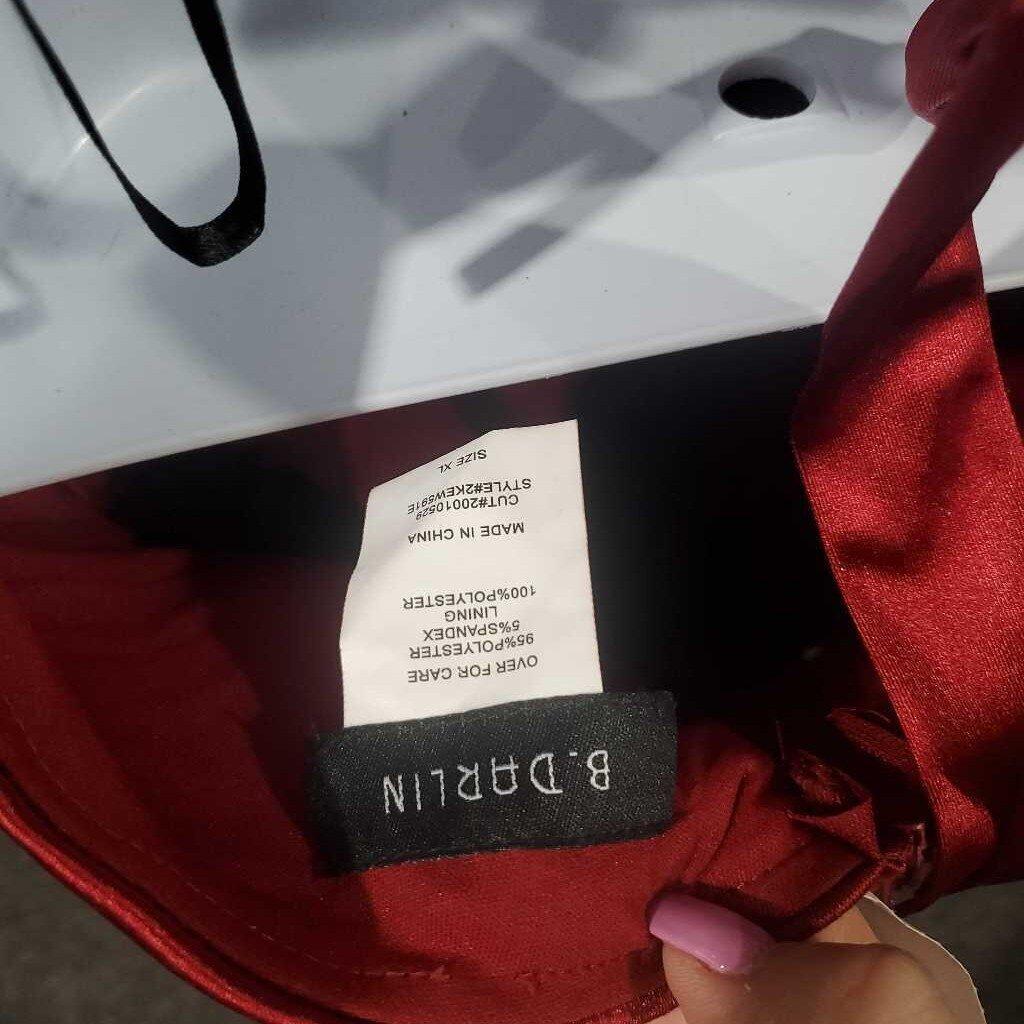 B. DARLIN
OVER FOR CARE
95%POLYESTER
5%SPANDEX
LINING
100%POLYESTER
MADE IN CHINA
CUT#20010529
STYLE#2KEW591E
SIZE XL